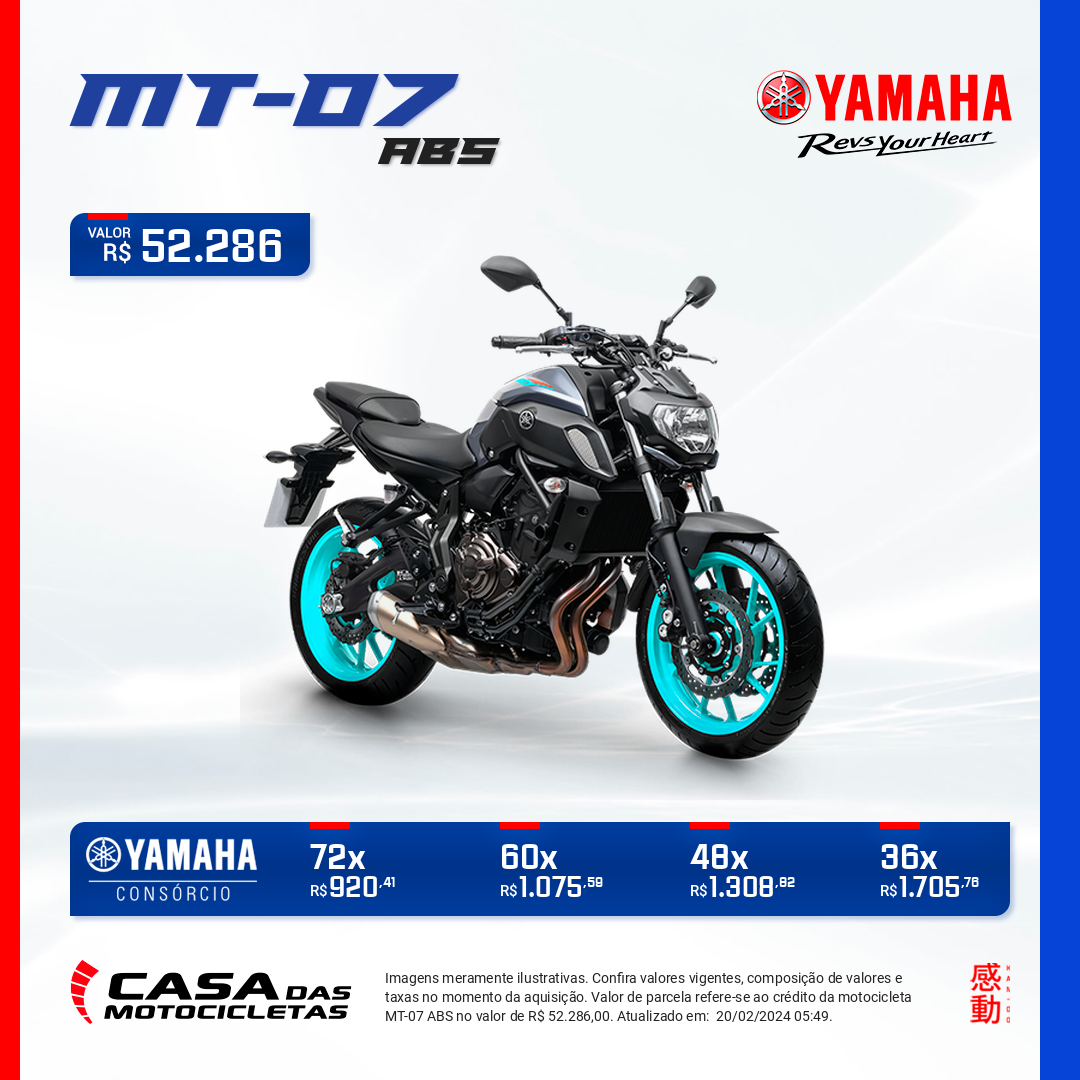 MT-07
ABS
YAMAHA
Revs Your Heart
VALOR
R$ 52.286
YAMAHA
CONSÓRCIO
72x
R$ 920,41
60x
R$ 1.075,59
48x
R$ 1.308,82
36x
R$ 1.705,76
CASA DAS
MOTOCICLETAS
Imagens meramente ilustrativas. Confira valores vigentes, composição de valores e
taxas no momento da aquisição. Valor de parcela refere-se ao crédito da motocicleta
MT-07 ABS no valor de R$ 52.286,00. Atualizado em: 20/02/2024 05:49.
感動